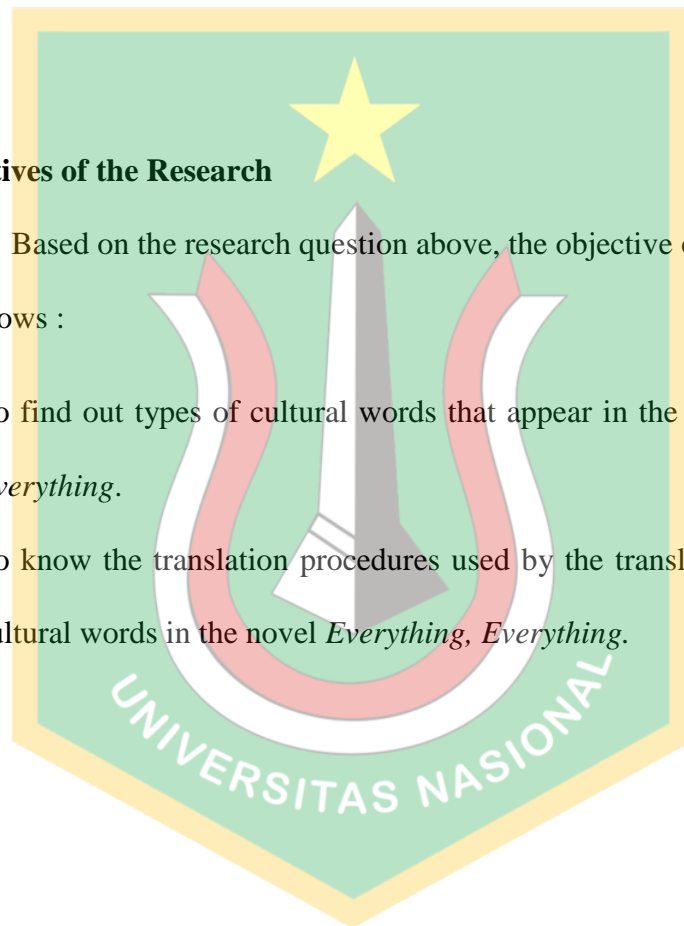 tives of the Research
Based on the research question above, the objective
ows :
o find out types of cultural words that appear in the
verything.
o know the translation procedures used by the transl
ultural words in the novel Everything, Everything.
UNIVERSITAS NASIONAL